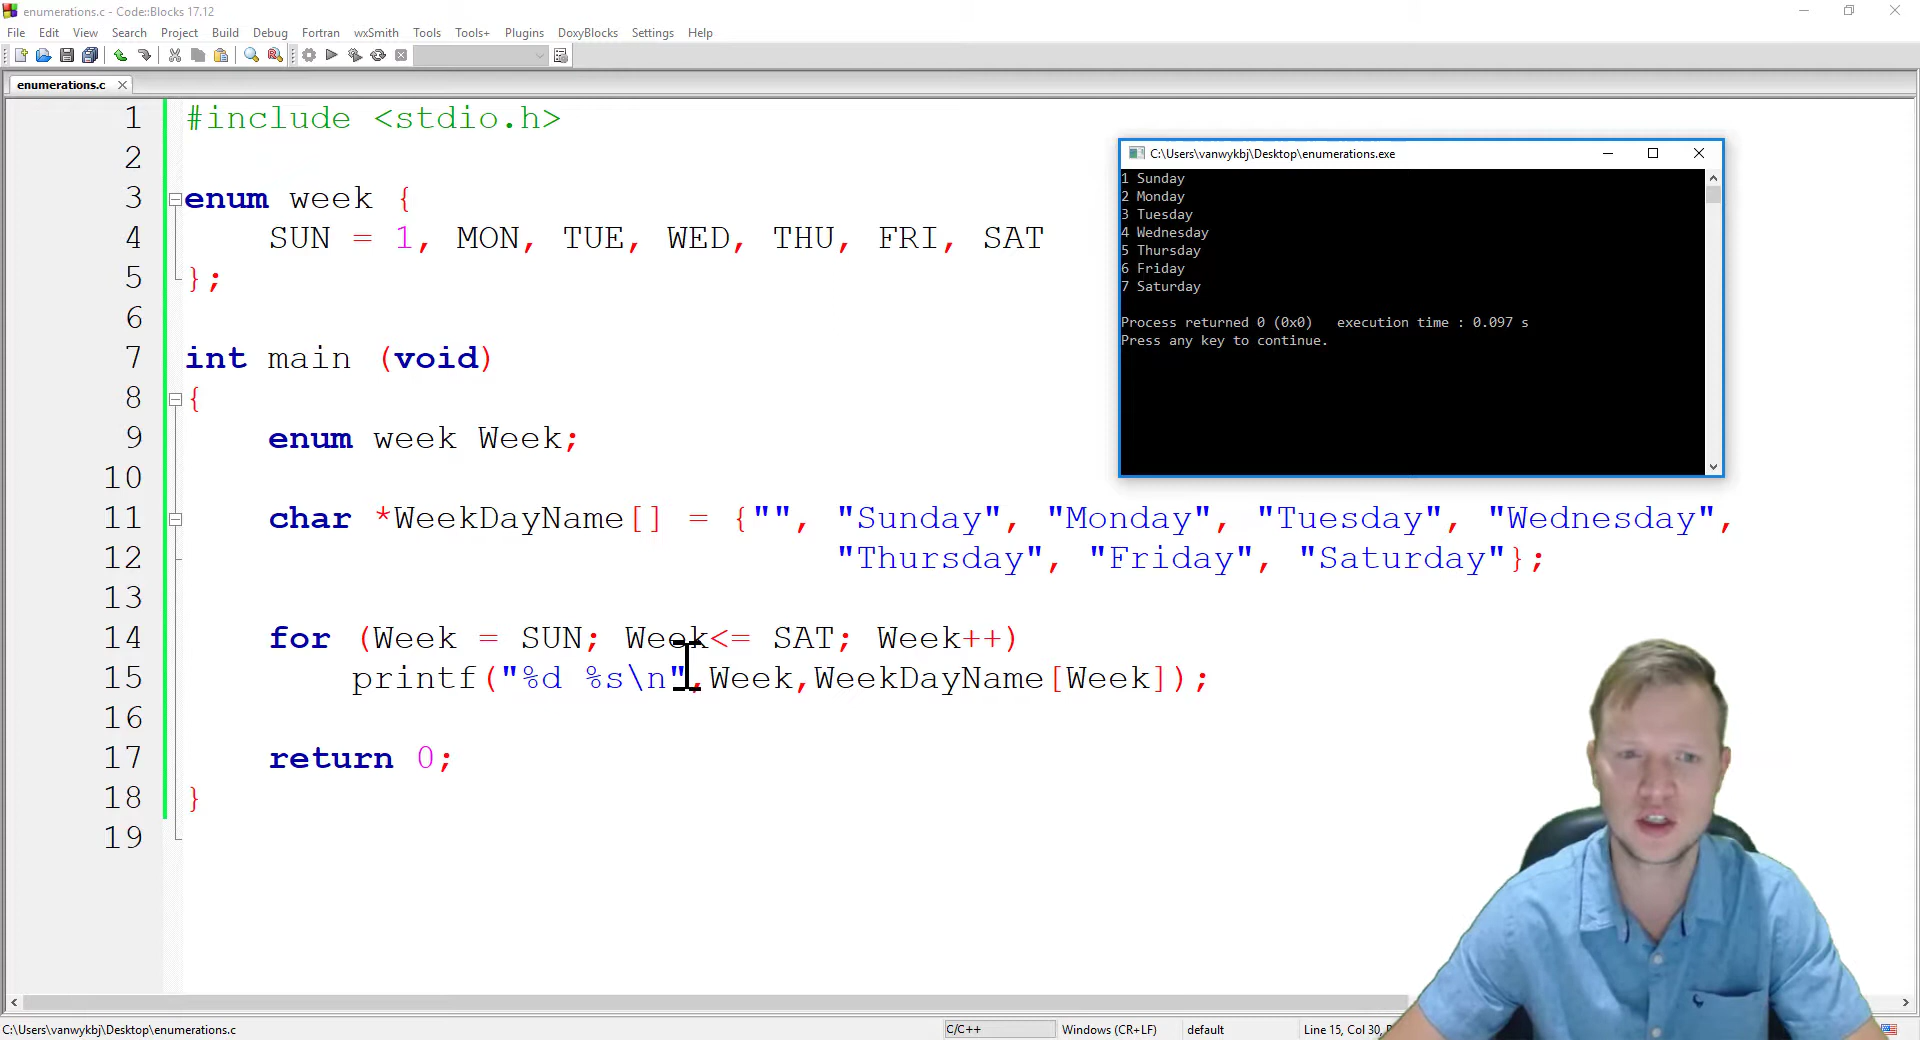 enumerations.c - Code::Blocks 17.12
File Edit View Search Project Build Debug Fortran wxSmith Tools Tools+ Plugins DoxyBlocks Settings Help
enumerations.c
1 #include <stdio.h>
2
3 enum week {
4 SUN = 1, MON, TUE, WED, THU, FRI, SAT
5 };
6
7 int main (void)
8 {
9 enum week Week;
10
11 char *WeekDayName[] = {"", "Sunday", "Monday", "Tuesday", "Wednesday",
12 "Thursday", "Friday", "Saturday"};
13
14 for (Week = SUN; Week<= SAT; Week++)
15 printf("%d %s\n",Week,WeekDayName[Week]);
16
17 return 0;
18 }
19
C:\Users\vanwykbj\Desktop\enumerations.exe
1 Sunday
2 Monday
3 Tuesday
4 Wednesday
5 Thursday
6 Friday
7 Saturday
Process returned 0 (0x0) execution time : 0.097 s
Press any key to continue.
C:\Users\vanwykbj\Desktop\enumerations.c C/C++ Windows (CR+LF) default Line 15, Col 30,